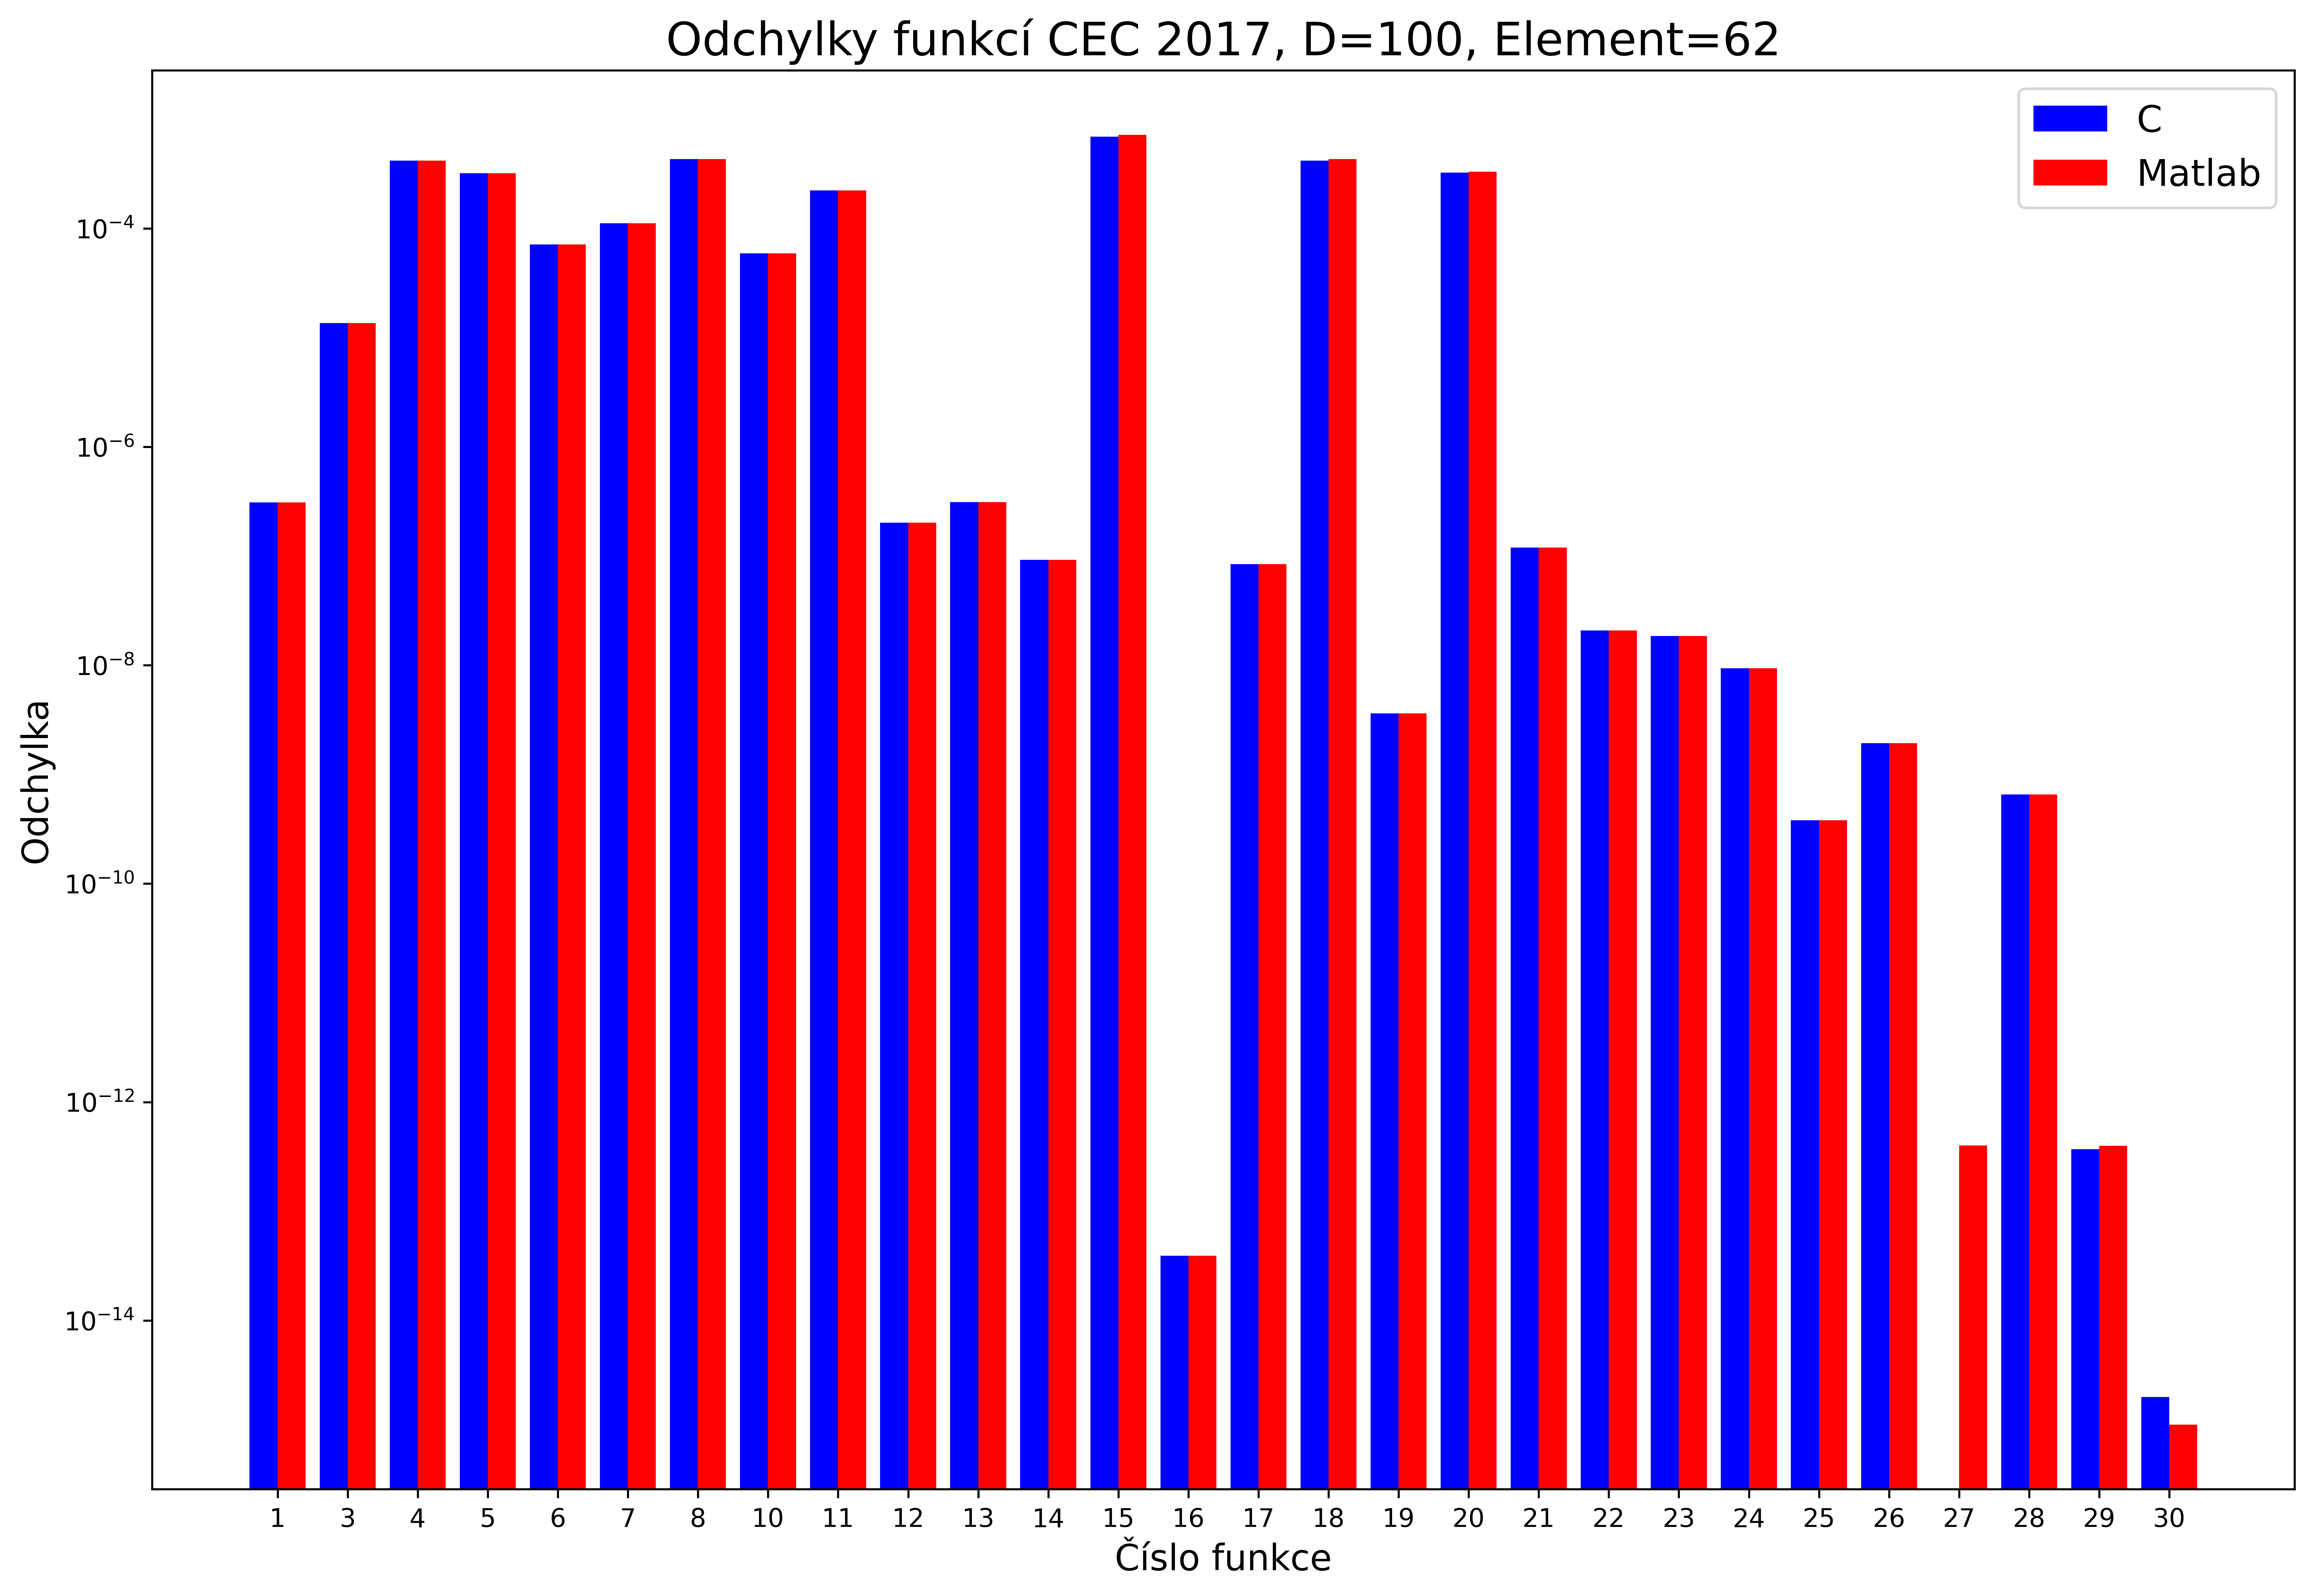 Odchylky funkcí CEC 2017, D=100, Element=62
C
Matlab
Odchylka
10⁻⁴
10⁻⁶
10⁻⁸
10⁻¹⁰
10⁻¹²
10⁻¹⁴
1 3 4 5 6 7 8 10 11 12 13 14 15 16 17 18 19 20 21 22 23 24 25 26 27 28 29 30
Číslo funkce